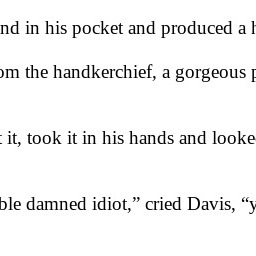 nd in his pocket and produced a
om the handkerchief, a gorgeous
it, took it in his hands and looke
ble damned idiot,” cried Davis, “y